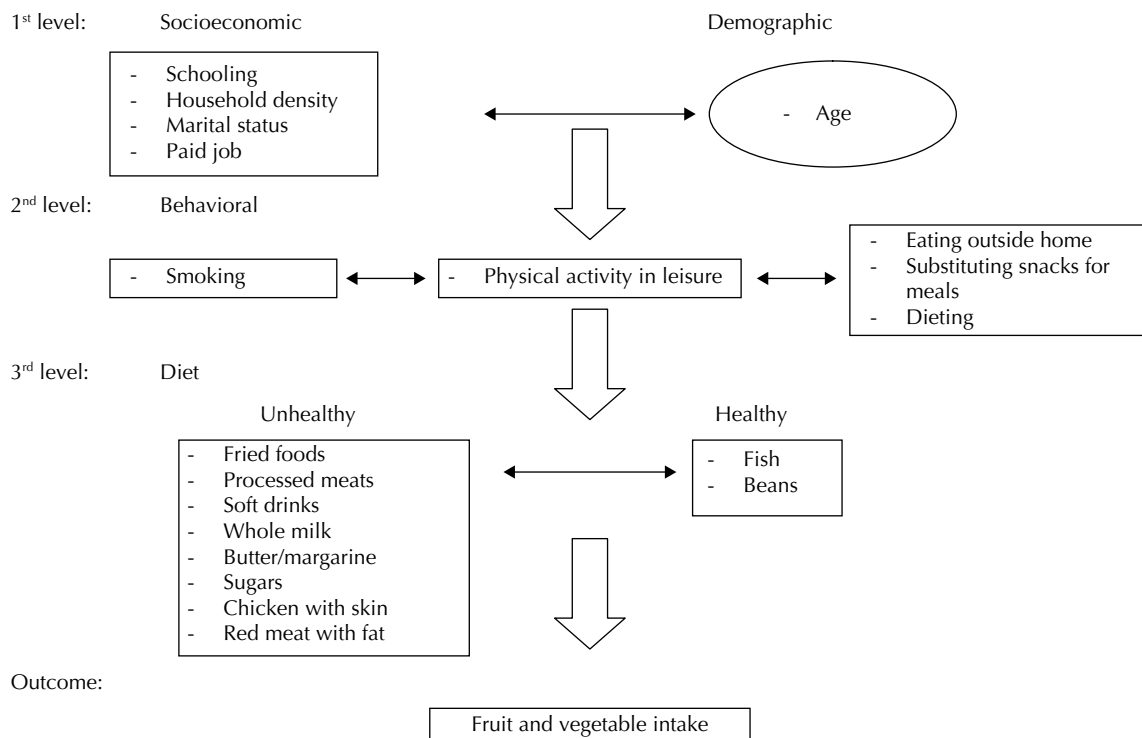 1st level: Socioeconomic Demographic
- Schooling
- Household density
- Marital status
- Paid job
- Age
2nd level: Behavioral
- Smoking
- Physical activity in leisure
- Eating outside home
- Substituting snacks for
meals
- Dieting
3rd level: Diet
Unhealthy
- Fried foods
- Processed meats
- Soft drinks
- Whole milk
- Butter/margarine
- Sugars
- Chicken with skin
- Red meat with fat
Healthy
- Fish
- Beans
Outcome:
Fruit and vegetable intake